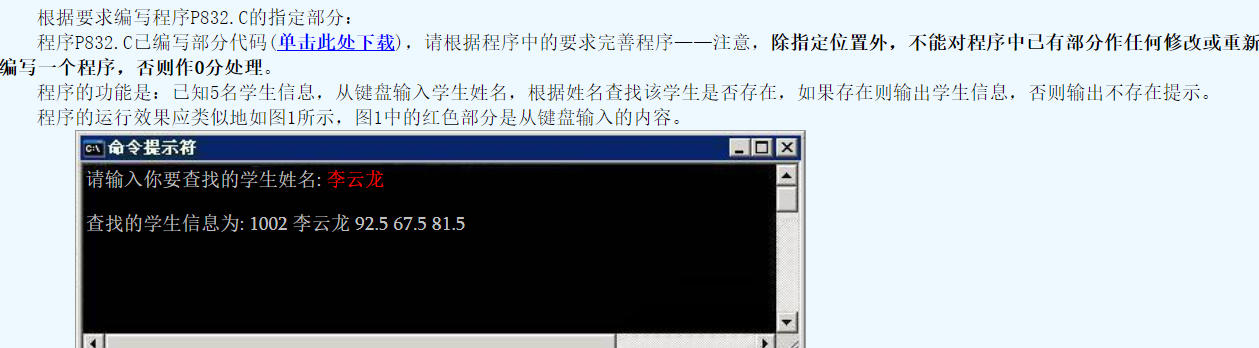 根据要求编写程序P832.C的指定部分：
程序P832.C已编写部分代码(单击此处下载)，请根据程序中的要求完善程序——注意，除指定位置外，不能对程序中已有部分作任何修改或重新
编写一个程序，否则作0分处理。
程序的功能是：已知5名学生信息，从键盘输入学生姓名，根据姓名查找该学生是否存在，如果存在则输出学生信息，否则输出不存在提示。
程序的运行效果应类似地如图1所示，图1中的红色部分是从键盘输入的内容。
C:\ 命令提示符
请输入你要查找的学生姓名: 李云龙
查找的学生信息为: 1002 李云龙 92.5 67.5 81.5